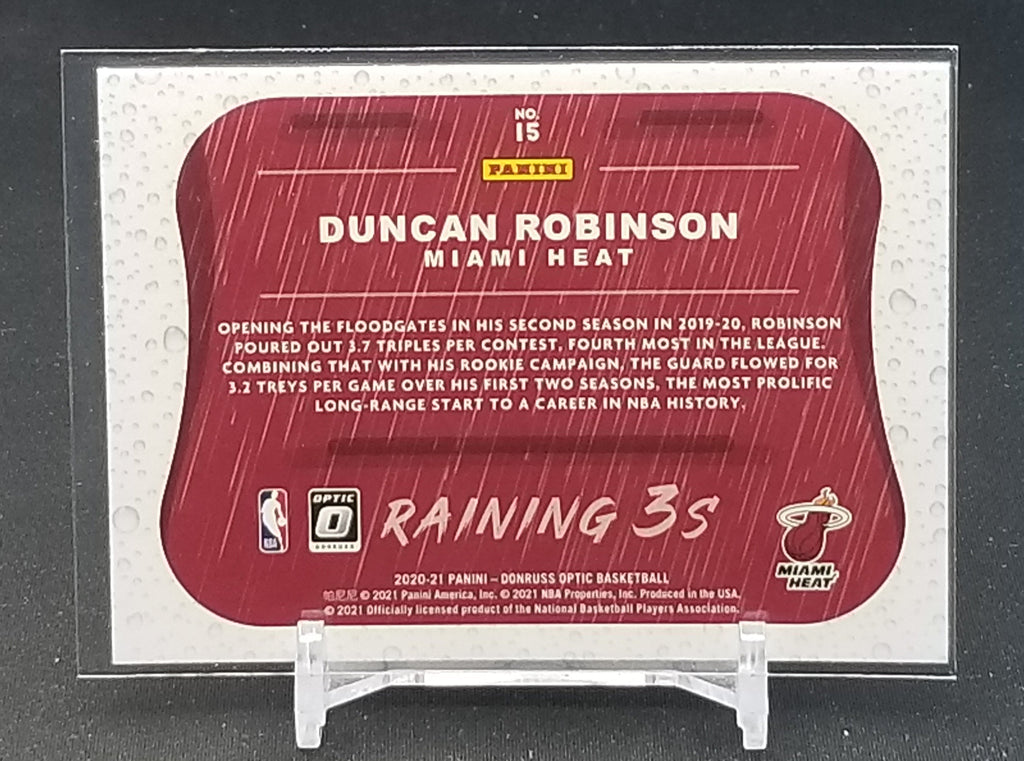 NO.
15
PANINI
DUNCAN ROBINSON
MIAMI HEAT
OPENING THE FLOODGATES IN HIS SECOND SEASON IN 2019-20, ROBINSON
POURED OUT 3.7 TRIPLES PER CONTEST, FOURTH MOST IN THE LEAGUE.
COMBINING THAT WITH HIS ROOKIE CAMPAIGN, THE GUARD FLOWED FOR
3.2 TREYS PER GAME OVER HIS FIRST TWO SEASONS, THE MOST PROLIFIC
LONG-RANGE START TO A CAREER IN NBA HISTORY.
NBA
OPTIC
DONRUSS
RAINING 3S
MIAMI
HEAT
2020-21 PANINI – DONRUSS OPTIC BASKETBALL
帕尼尼 © 2021 Panini America, Inc. © 2021 NBA Properties, Inc. Produced in the USA.
© 2021 Officially licensed product of the National Basketball Players Association.